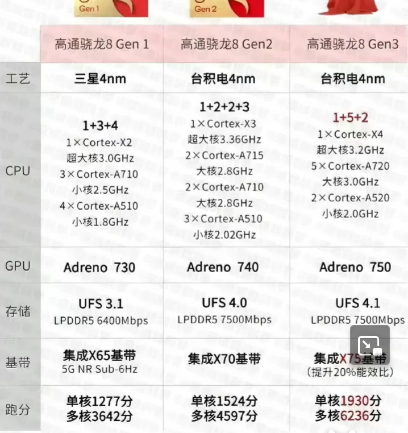 Gen 1
Gen 2
高通骁龙8 Gen 1
高通骁龙8 Gen2
高通骁龙8 Gen3
工艺
三星4nm
台积电4nm
台积电4nm
CPU
1+3+4
1×Cortex-X2
超大核3.0GHz
3×Cortex-A710
小核2.5GHz
4×Cortex-A510
小核1.8GHz
1+2+2+3
1×Cortex-X3
超大核3.36GHz
2×Cortex-A715
大核2.8GHz
2×Cortex-A710
大核2.8GHz
3×Cortex-A510
小核2.02GHz
1+5+2
1×Cortex-X4
超大核3.2GHz
5×Cortex-A720
大核3.0GHz
2×Cortex-A520
小核2.0GHz
GPU
Adreno 730
Adreno 740
Adreno 750
存储
UFS 3.1
LPDDR5 6400Mbps
UFS 4.0
LPDDR5 7500Mbps
UFS 4.1
LPDDR5 7500Mbps
基带
集成X65基带
5G NR Sub-6Hz
集成X70基带
集成X75基带
(提升20%能效比)
跑分
单核1277分
多核3642分
单核1524分
多核4597分
单核1930分
多核6236分